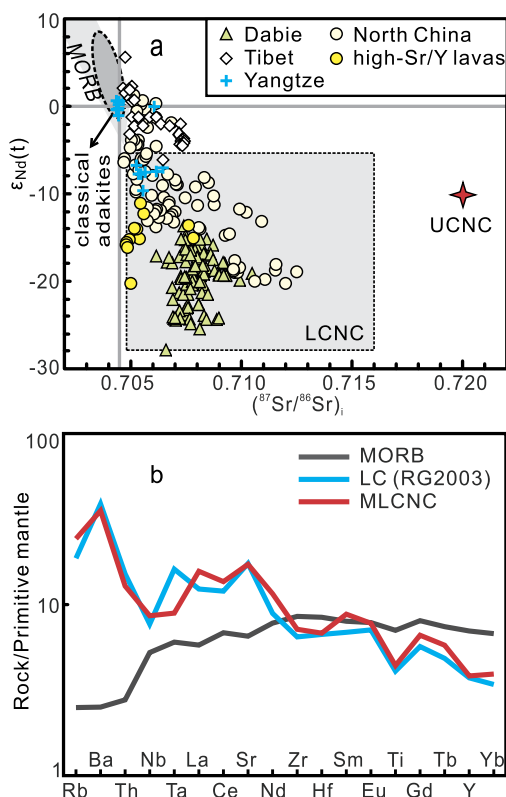 a
Dabie
North China
Tibet
high-Sr/Y lavas
Yangtze
MORB
classical
adakites
UCNC
LCNC
10
0
-10
-20
-30
εNd(t)
0.705
0.710
0.715
0.720
(87Sr/86Sr)i
b
MORB
LC (RG2003)
MLCNC
100
10
1
Rock/Primitive mantle
Ba Nb La Sr Zr Sm Ti Tb Yb
Rb Th Ta Ce Nd Hf Eu Gd Y